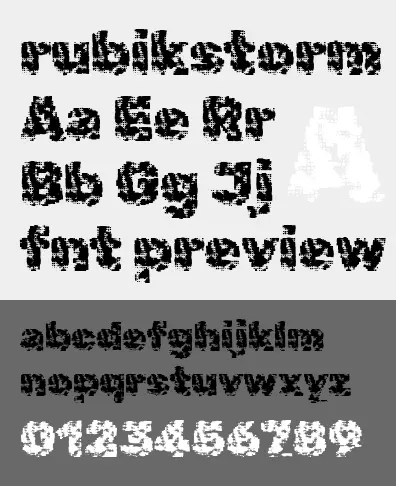 rubikstorm
Aa Ee Rr
Bb Gg Jj
A
fnt preview
abcdefghijklm
nopqrstuvwxyz
0123456789